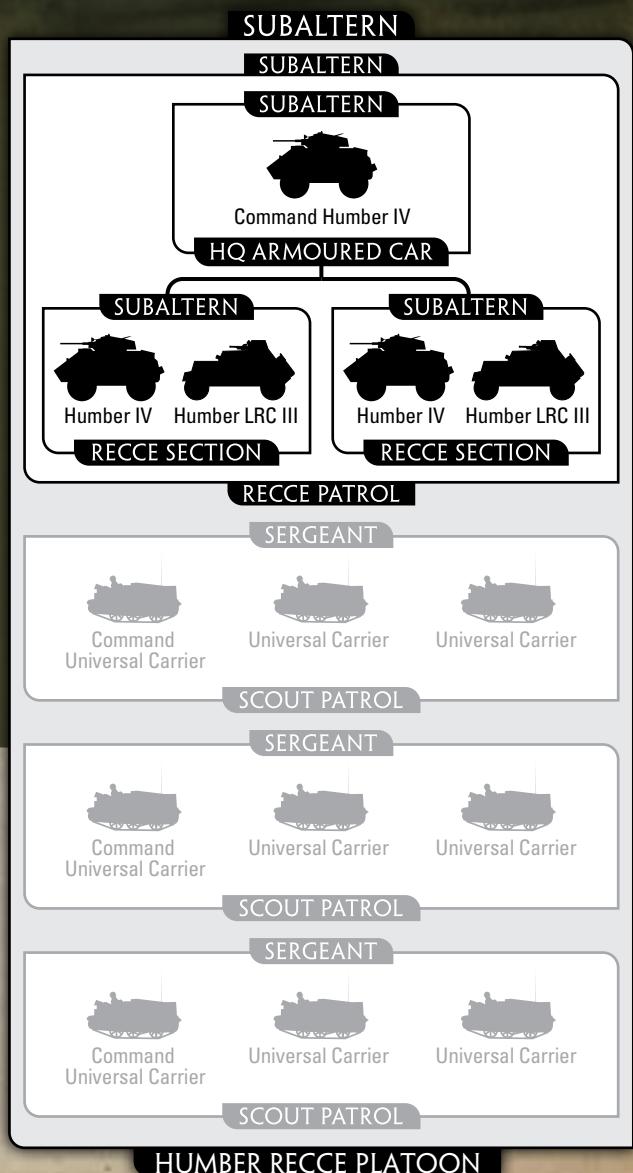 SUBALTERN
SUBALTERN
SUBALTERN
Command Humber IV
HQ ARMOURED CAR
SUBALTERN
SUBALTERN
Humber IV
Humber LRC III
Humber IV
Humber LRC III
RECCE SECTION
RECCE SECTION
RECCE PATROL
SERGEANT
Command
Universal Carrier
Universal Carrier
Universal Carrier
SCOUT PATROL
SERGEANT
Command
Universal Carrier
Universal Carrier
Universal Carrier
SCOUT PATROL
SERGEANT
Command
Universal Carrier
Universal Carrier
Universal Carrier
SCOUT PATROL
HUMBER RECCE PLATOON